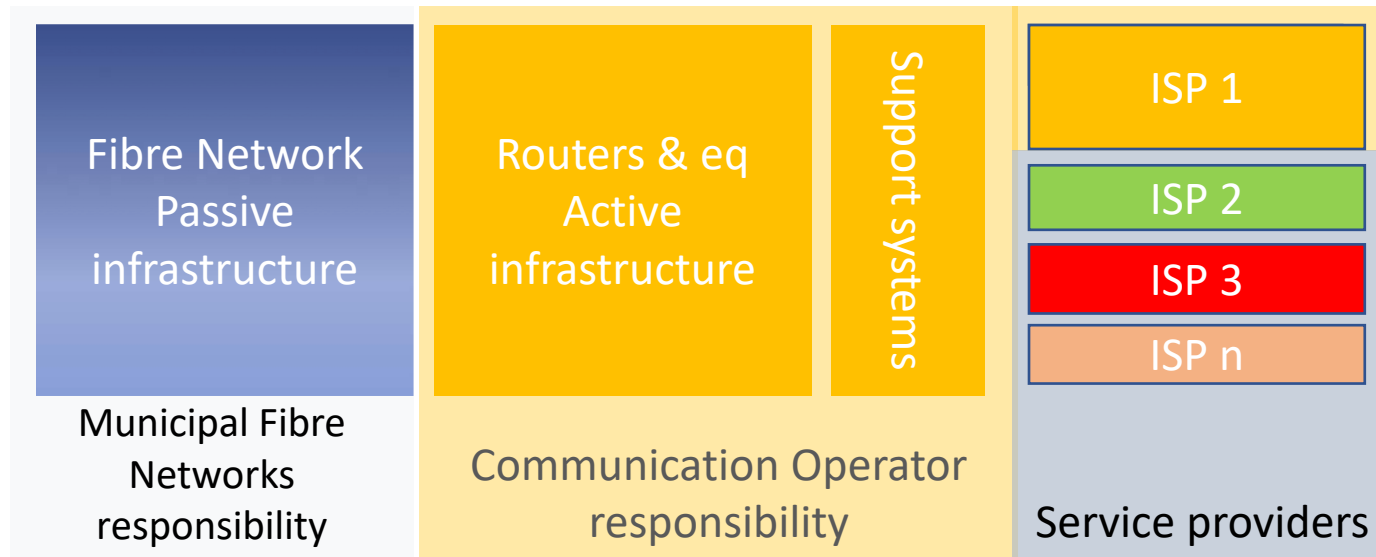 Fibre Network
Passive
infrastructure
Municipal Fibre
Networks
responsibility
Routers & eq
Active
infrastructure
Support systems
Communication Operator
responsibility
ISP 1
ISP 2
ISP 3
ISP n
Service providers